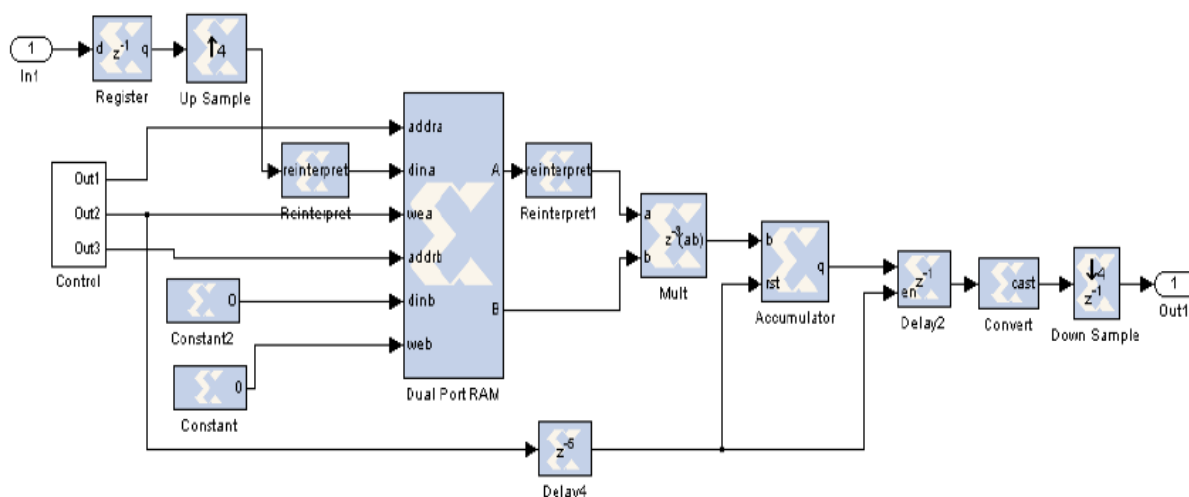 1
In1
d z⁻¹ q
Register
↑4
Up Sample
Out1
Out2
Out3
Control
reinterpret
Reinterpret
0
Constant2
0
Constant
addra
dina
wea
addrb
dinb
web
A
B
Dual Port RAM
reinterpret
Reinterpret1
a
b
z⁻³(ab)
Mult
b
rst
q
Accumulator
z⁻¹
en
Delay2
cast
Convert
↓4
z⁻¹
Down Sample
1
Out1
z⁻⁵
Delay4